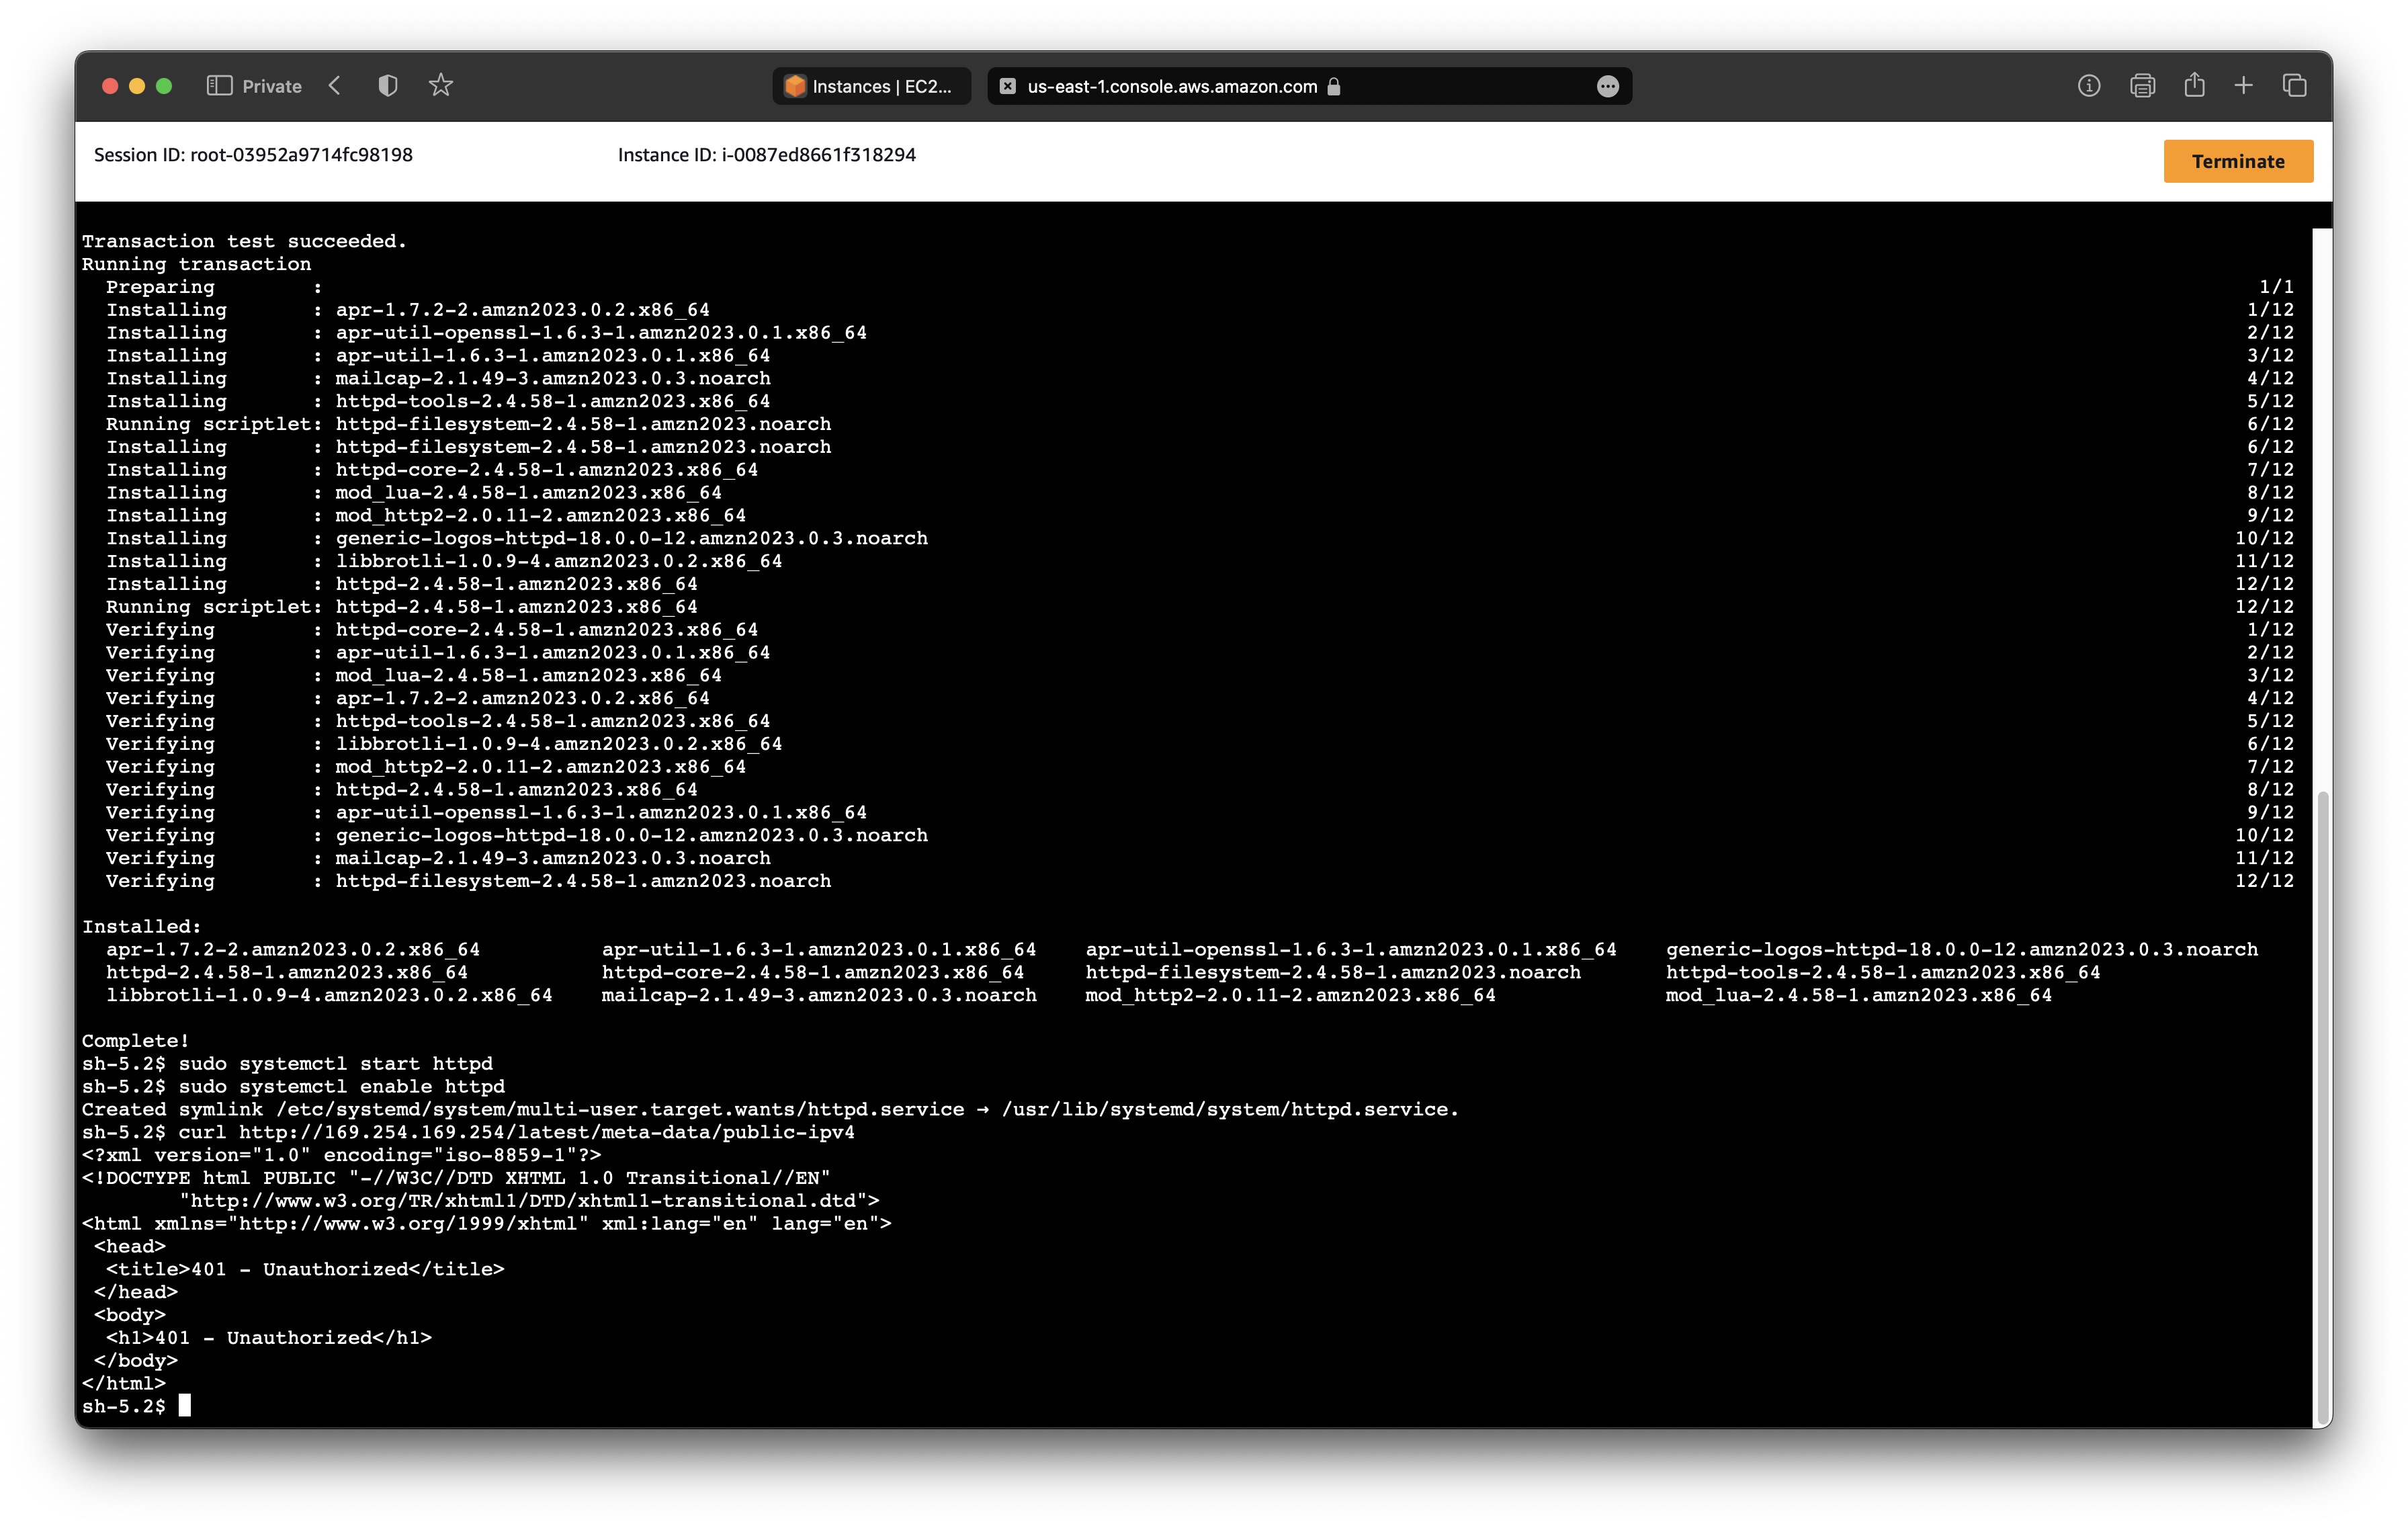 Private
Instances | EC2...
us-east-1.console.aws.amazon.com
Session ID: root-03952a9714fc98198 Instance ID: i-0087ed8661f318294
Terminate
Transaction test succeeded.
Running transaction
Preparing : 1/1
Installing : apr-1.7.2-2.amzn2023.0.2.x86_64 1/12
Installing : apr-util-openssl-1.6.3-1.amzn2023.0.1.x86_64 2/12
Installing : apr-util-1.6.3-1.amzn2023.0.1.x86_64 3/12
Installing : mailcap-2.1.49-3.amzn2023.0.3.noarch 4/12
Installing : httpd-tools-2.4.58-1.amzn2023.x86_64 5/12
Running scriptlet: httpd-filesystem-2.4.58-1.amzn2023.noarch 6/12
Installing : httpd-filesystem-2.4.58-1.amzn2023.noarch 6/12
Installing : httpd-core-2.4.58-1.amzn2023.x86_64 7/12
Installing : mod_lua-2.4.58-1.amzn2023.x86_64 8/12
Installing : mod_http2-2.0.11-2.amzn2023.x86_64 9/12
Installing : generic-logos-httpd-18.0.0-12.amzn2023.0.3.noarch 10/12
Installing : libbrotli-1.0.9-4.amzn2023.0.2.x86_64 11/12
Installing : httpd-2.4.58-1.amzn2023.x86_64 12/12
Running scriptlet: httpd-2.4.58-1.amzn2023.x86_64 12/12
Verifying : httpd-core-2.4.58-1.amzn2023.x86_64 1/12
Verifying : apr-util-1.6.3-1.amzn2023.0.1.x86_64 2/12
Verifying : mod_lua-2.4.58-1.amzn2023.x86_64 3/12
Verifying : apr-1.7.2-2.amzn2023.0.2.x86_64 4/12
Verifying : httpd-tools-2.4.58-1.amzn2023.x86_64 5/12
Verifying : libbrotli-1.0.9-4.amzn2023.0.2.x86_64 6/12
Verifying : mod_http2-2.0.11-2.amzn2023.x86_64 7/12
Verifying : httpd-2.4.58-1.amzn2023.x86_64 8/12
Verifying : apr-util-openssl-1.6.3-1.amzn2023.0.1.x86_64 9/12
Verifying : generic-logos-httpd-18.0.0-12.amzn2023.0.3.noarch 10/12
Verifying : mailcap-2.1.49-3.amzn2023.0.3.noarch 11/12
Verifying : httpd-filesystem-2.4.58-1.amzn2023.noarch 12/12
Installed:
apr-1.7.2-2.amzn2023.0.2.x86_64 apr-util-1.6.3-1.amzn2023.0.1.x86_64 apr-util-openssl-1.6.3-1.amzn2023.0.1.x86_64 generic-logos-httpd-18.0.0-12.amzn2023.0.3.noarch
httpd-2.4.58-1.amzn2023.x86_64 httpd-core-2.4.58-1.amzn2023.x86_64 httpd-filesystem-2.4.58-1.amzn2023.noarch httpd-tools-2.4.58-1.amzn2023.x86_64
libbrotli-1.0.9-4.amzn2023.0.2.x86_64 mailcap-2.1.49-3.amzn2023.0.3.noarch mod_http2-2.0.11-2.amzn2023.x86_64 mod_lua-2.4.58-1.amzn2023.x86_64
Complete!
sh-5.2$ sudo systemctl start httpd
sh-5.2$ sudo systemctl enable httpd
Created symlink /etc/systemd/system/multi-user.target.wants/httpd.service → /usr/lib/systemd/system/httpd.service.
sh-5.2$ curl http://169.254.169.254/latest/meta-data/public-ipv4
<?xml version="1.0" encoding="iso-8859-1"?>
<!DOCTYPE html PUBLIC "-//W3C//DTD XHTML 1.0 Transitional//EN"
"http://www.w3.org/TR/xhtml1/DTD/xhtml1-transitional.dtd">
<html xmlns="http://www.w3.org/1999/xhtml" xml:lang="en" lang="en">
<head>
<title>401 - Unauthorized</title>
</head>
<body>
<h1>401 - Unauthorized</h1>
</body>
</html>
sh-5.2$